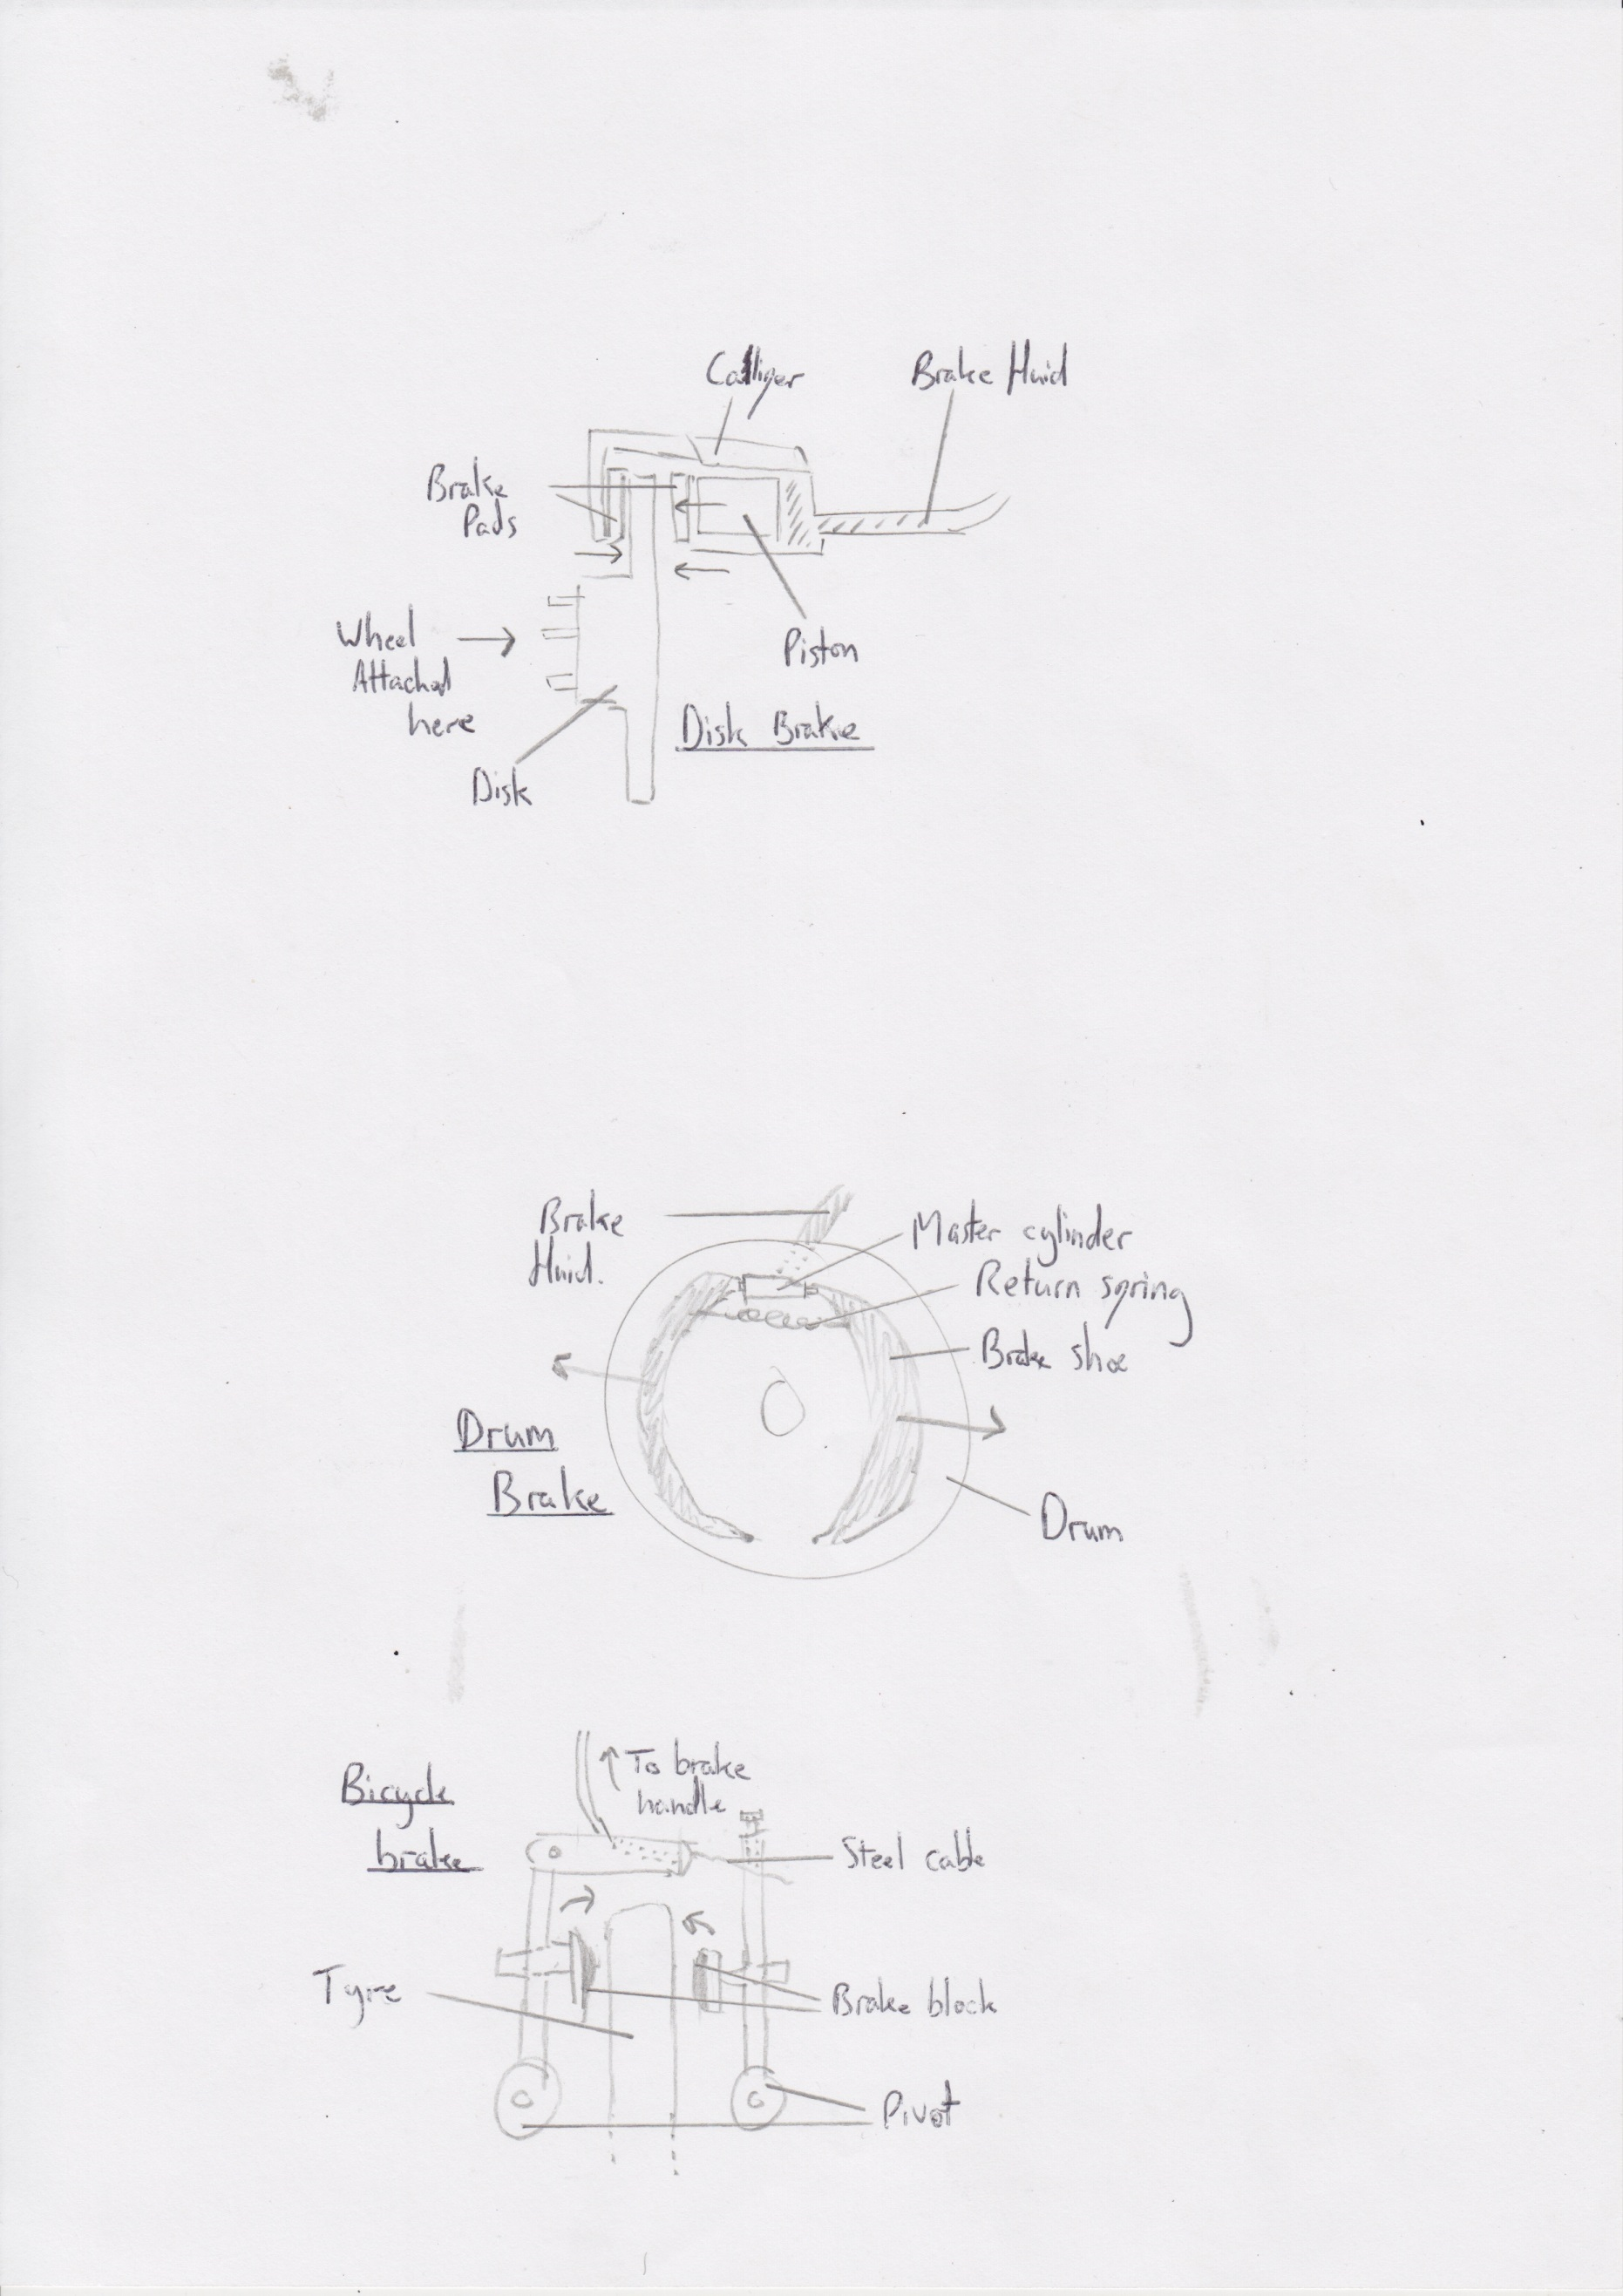 Calliper
Brake fluid
Brake
Pads
Wheel
Attached
here
Piston
Disk Brake
Disk
Brake
fluid.
Master cylinder
Return spring
Brake shoe
Drum
Brake
Drum
Bicycle
brake
To brake
handle
Steel cable
Tyre
Brake block
Pivot